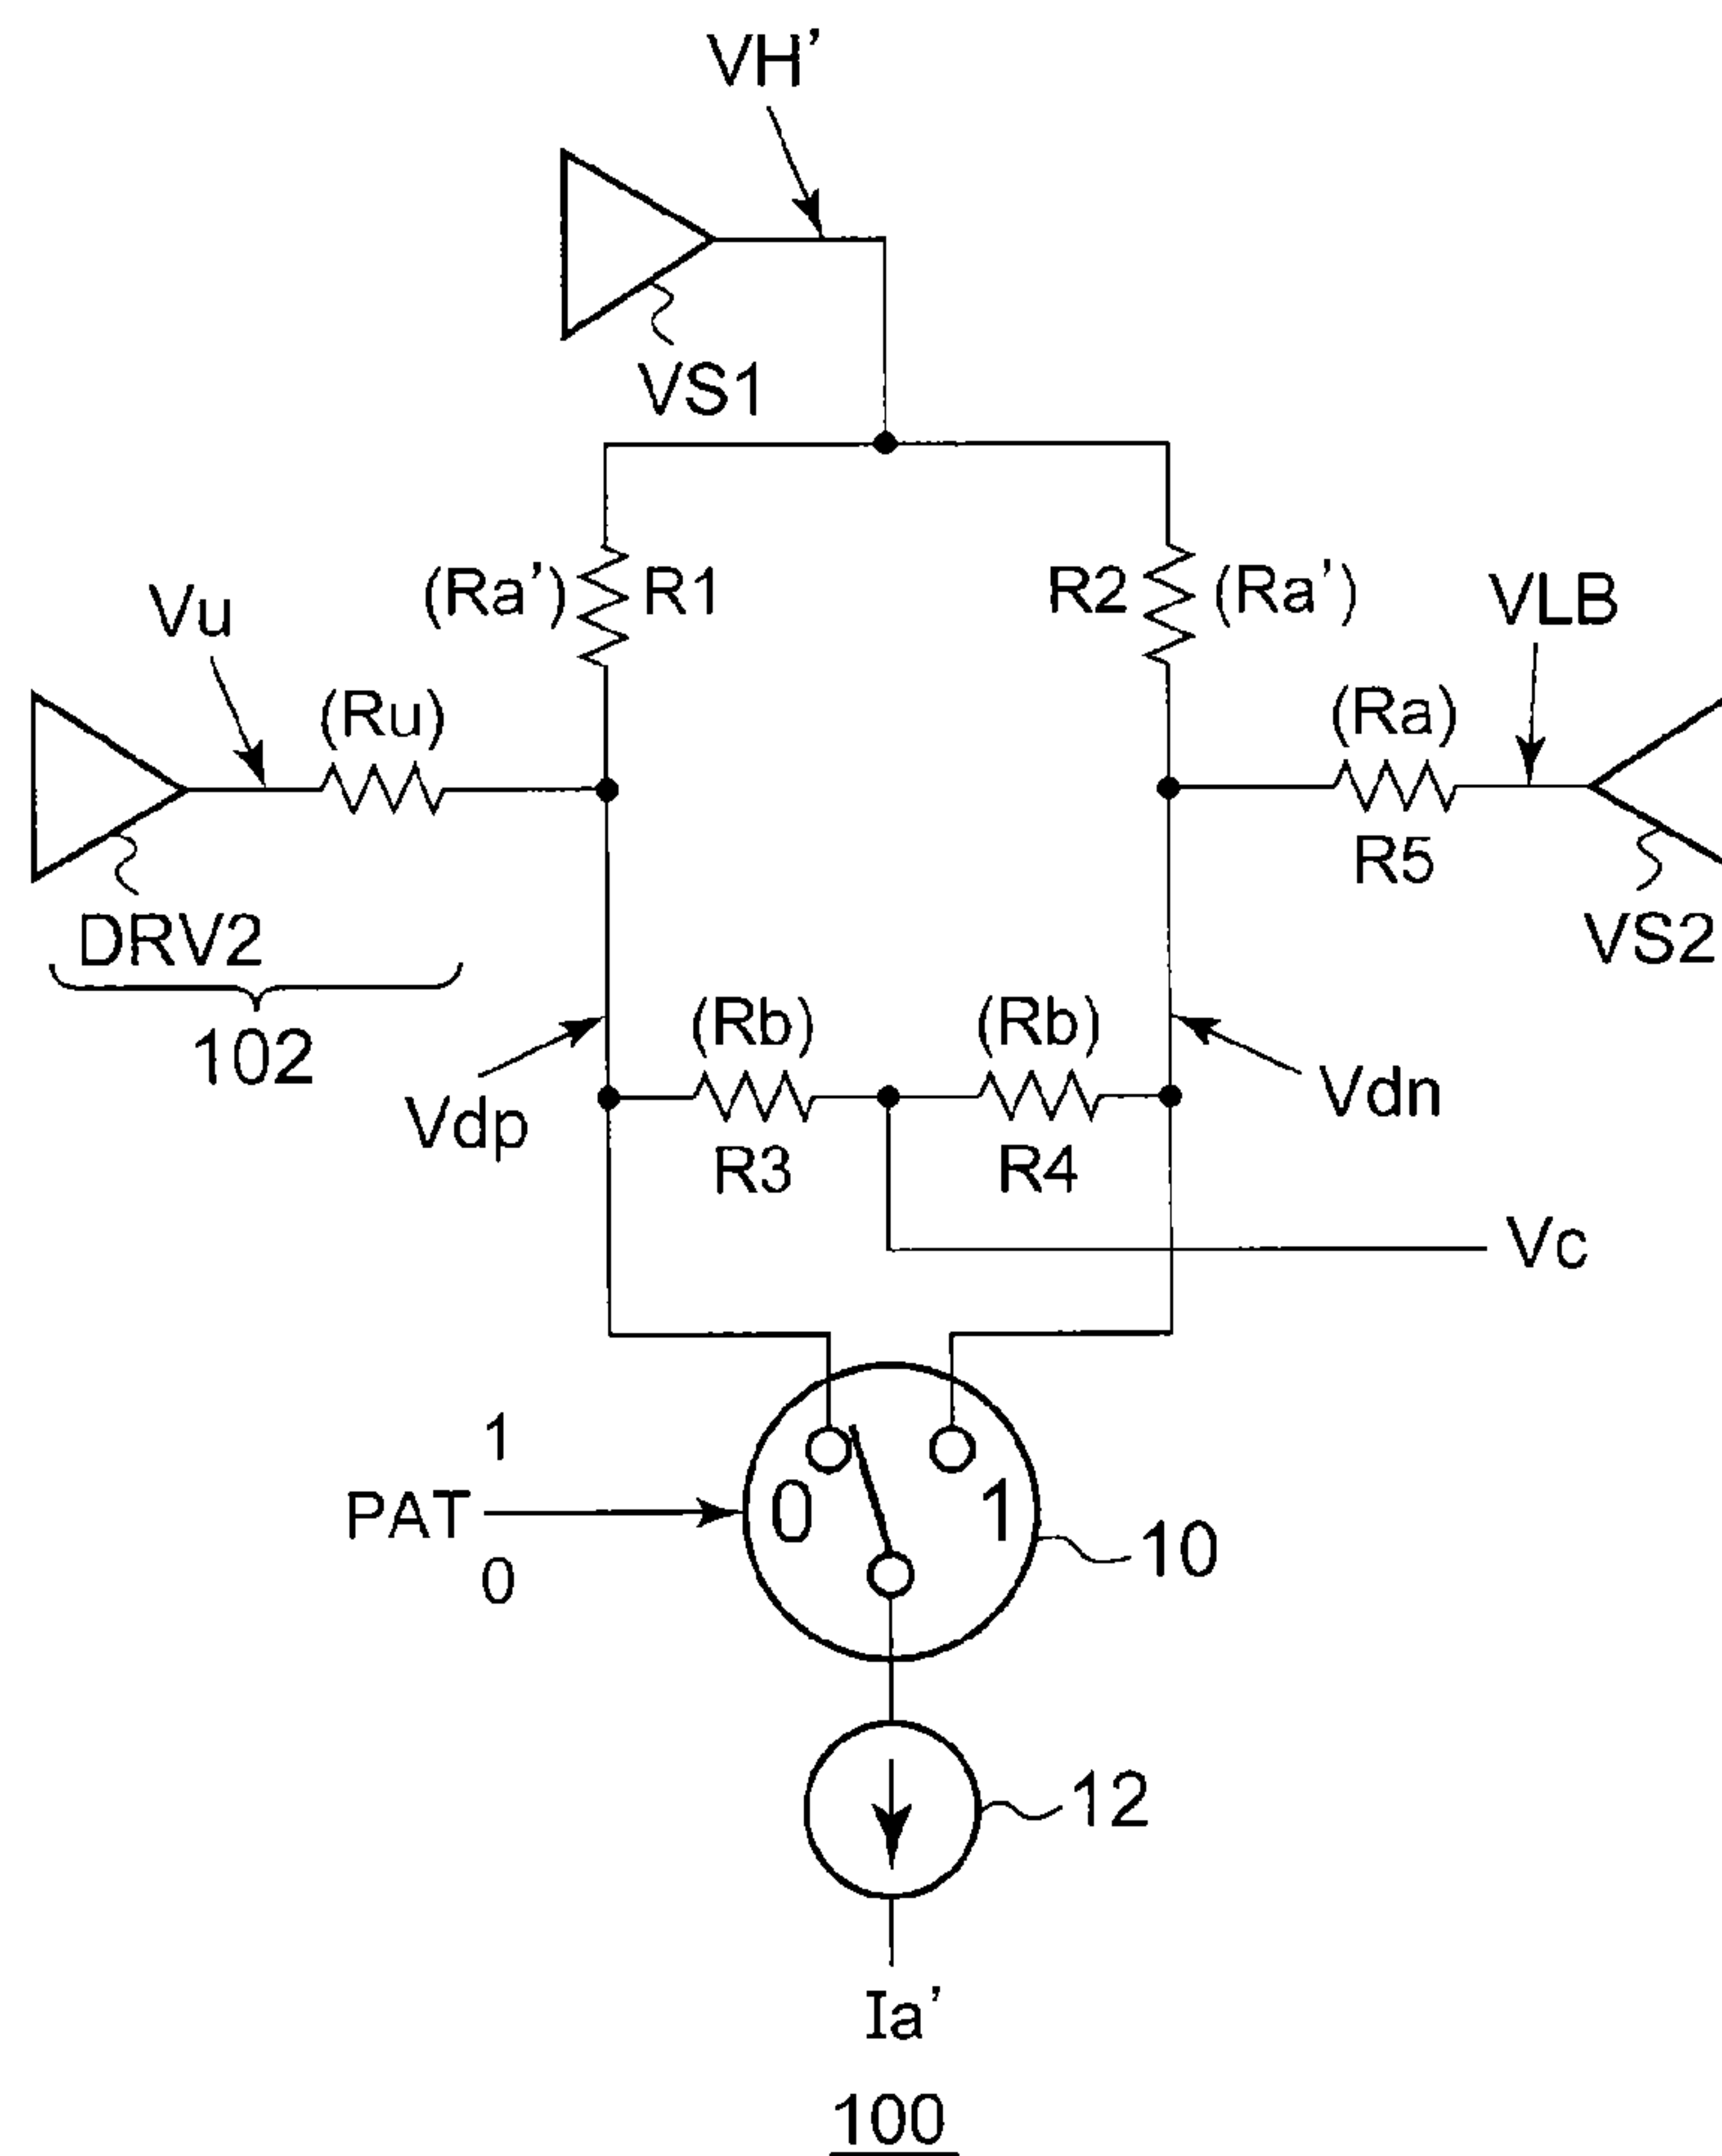 VH’
VS1
(Ra’) R1
R2 (Ra’)
Vu
VLB
(Ru)
(Ra)
R5
DRV2
VS2
102
(Rb) (Rb)
Vdp
Vdn
R3 R4
Vc
1
PAT
0
0 1
10
12
Ia’
100